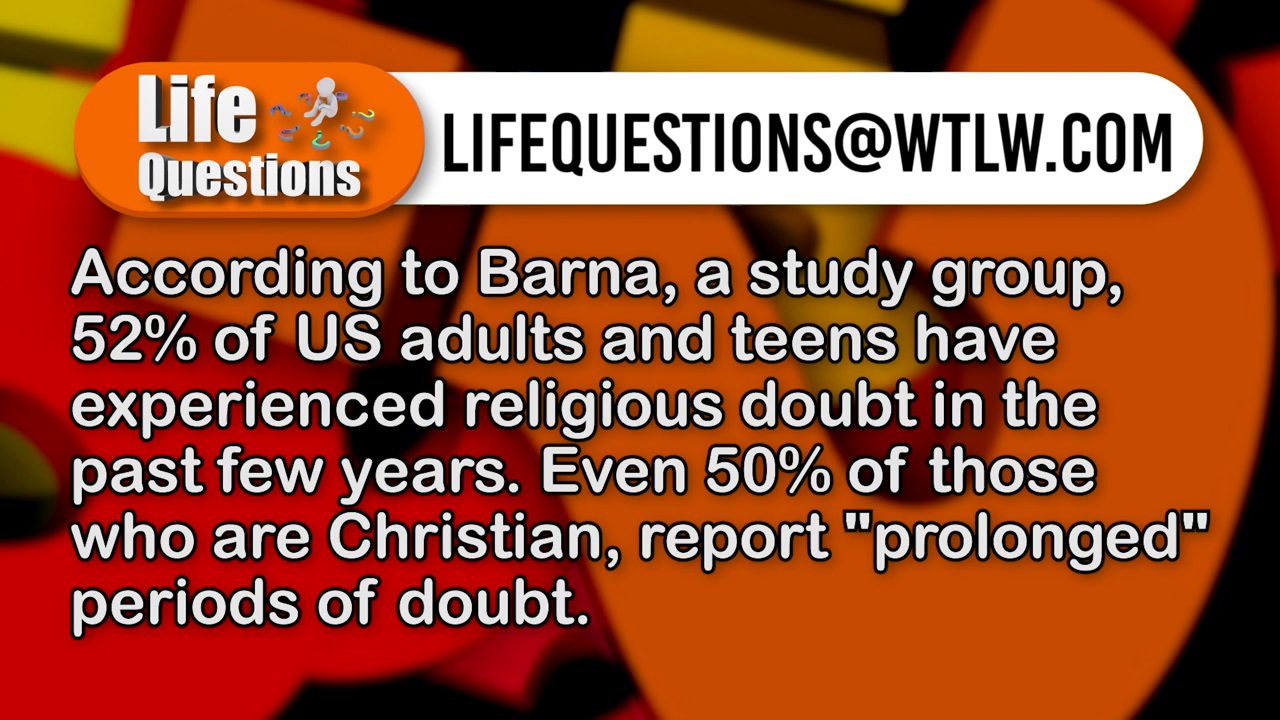 Life
Questions
LIFEQUESTIONS@WTLW.COM
According to Barna, a study group,
52% of US adults and teens have
experienced religious doubt in the
past few years. Even 50% of those
who are Christian, report "prolonged"
periods of doubt.